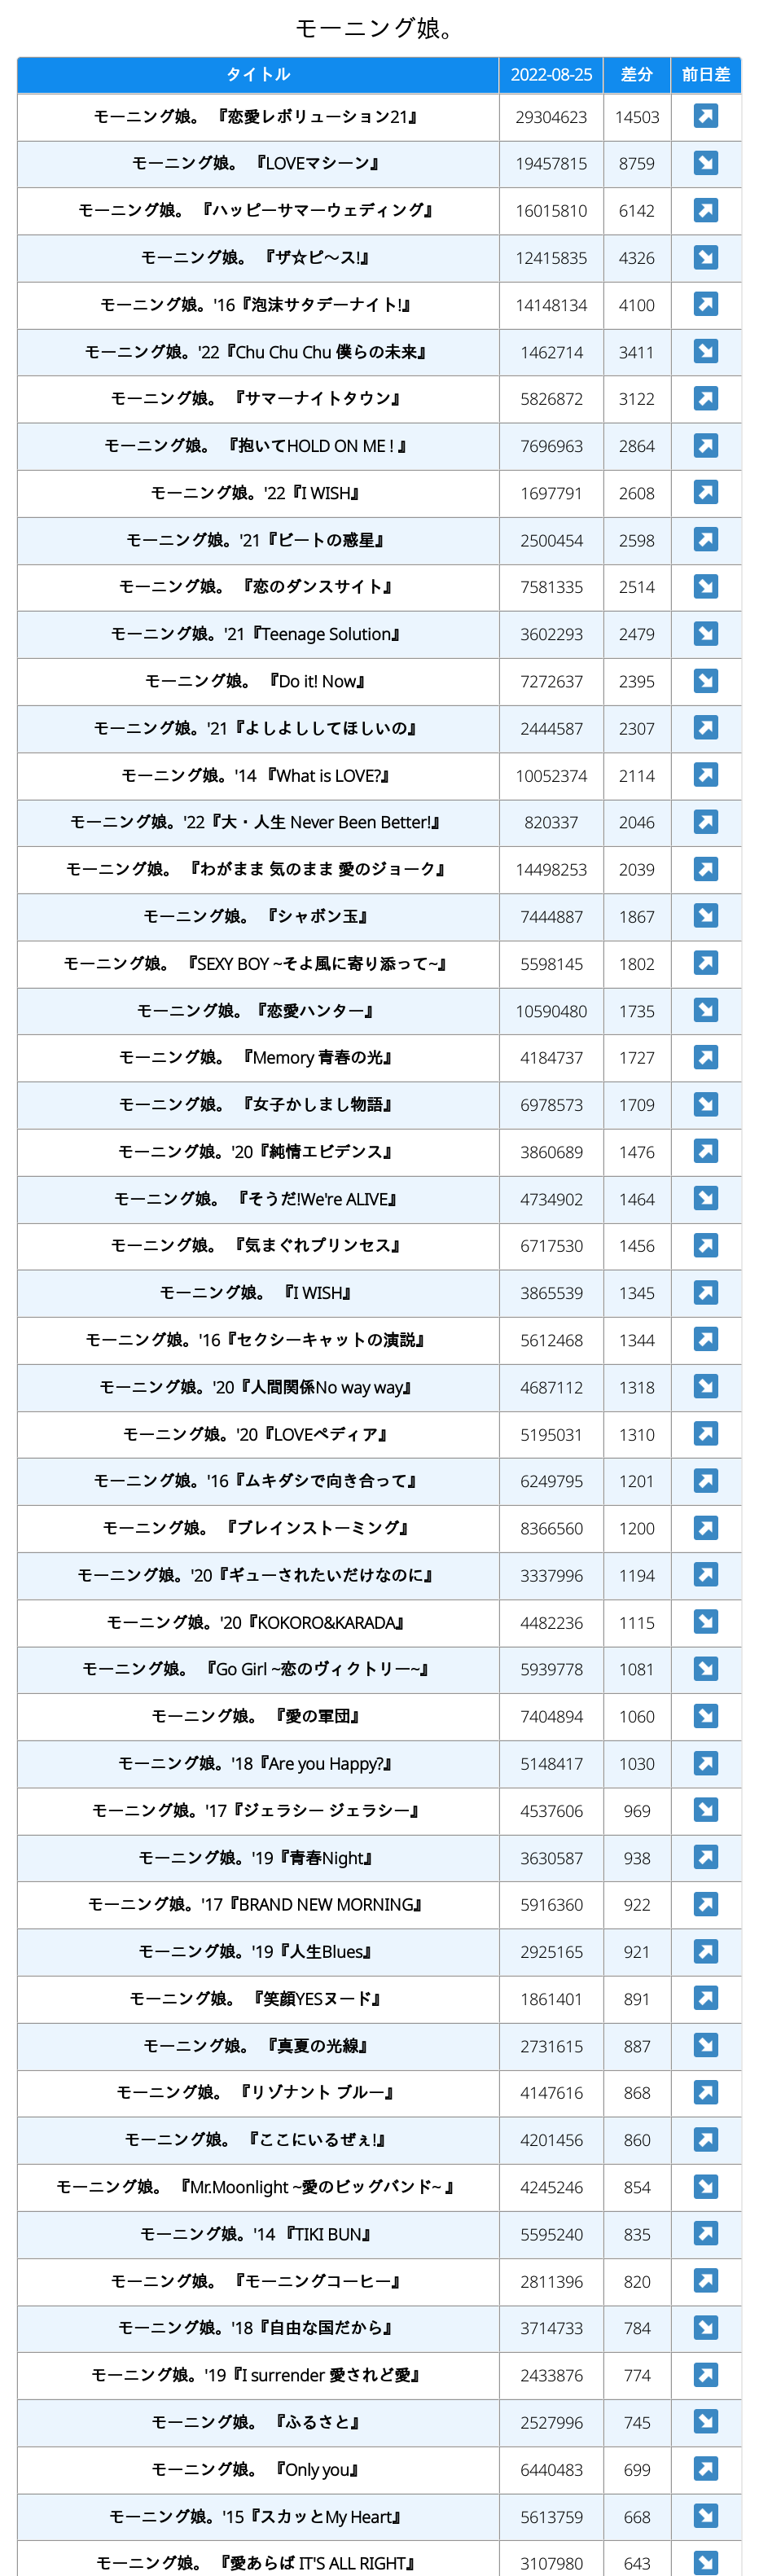 モーニング娘。
タイトル 2022-08-25 差分 前日差
モーニング娘。 『恋愛レボリューション21』 29304623 14503 ↗
モーニング娘。 『LOVEマシーン』 19457815 8759 ↘
モーニング娘。 『ハッピーサマーウェディング』 16015810 6142 ↗
モーニング娘。 『ザ☆ピ〜ス!』 12415835 4326 ↘
モーニング娘。'16『泡沫サタデーナイト!』 14148134 4100 ↗
モーニング娘。'22『Chu Chu Chu 僕らの未来』 1462714 3411 ↘
モーニング娘。 『サマーナイトタウン』 5826872 3122 ↗
モーニング娘。 『抱いてHOLD ON ME ! 』 7696963 2864 ↗
モーニング娘。'22『I WISH』 1697791 2608 ↗
モーニング娘。'21『ビートの惑星』 2500454 2598 ↗
モーニング娘。 『恋のダンスサイト』 7581335 2514 ↘
モーニング娘。'21『Teenage Solution』 3602293 2479 ↘
モーニング娘。 『Do it! Now』 7272637 2395 ↘
モーニング娘。'21『よしよししてほしいの』 2444587 2307 ↗
モーニング娘。'14 『What is LOVE?』 10052374 2114 ↗
モーニング娘。'22『大・人生 Never Been Better!』 820337 2046 ↗
モーニング娘。 『わがまま 気のまま 愛のジョーク』 14498253 2039 ↗
モーニング娘。 『シャボン玉』 7444887 1867 ↘
モーニング娘。 『SEXY BOY ~そよ風に寄り添って~』 5598145 1802 ↗
モーニング娘。『恋愛ハンター』 10590480 1735 ↘
モーニング娘。 『Memory 青春の光』 4184737 1727 ↗
モーニング娘。 『女子かしまし物語』 6978573 1709 ↘
モーニング娘。'20『純情エビデンス』 3860689 1476 ↗
モーニング娘。 『そうだ!We're ALIVE』 4734902 1464 ↘
モーニング娘。 『気まぐれプリンセス』 6717530 1456 ↗
モーニング娘。 『I WISH』 3865539 1345 ↗
モーニング娘。'16『セクシーキャットの演説』 5612468 1344 ↗
モーニング娘。'20『人間関係No way way』 4687112 1318 ↘
モーニング娘。'20『LOVEペディア』 5195031 1310 ↗
モーニング娘。'16『ムキダシで向き合って』 6249795 1201 ↗
モーニング娘。 『ブレインストーミング』 8366560 1200 ↗
モーニング娘。'20『ギューされたいだけなのに』 3337996 1194 ↗
モーニング娘。'20『KOKORO&KARADA』 4482236 1115 ↘
モーニング娘。 『Go Girl ~恋のヴィクトリー~』 5939778 1081 ↘
モーニング娘。 『愛の軍団』 7404894 1060 ↘
モーニング娘。'18『Are you Happy?』 5148417 1030 ↗
モーニング娘。'17『ジェラシー ジェラシー』 4537606 969 ↘
モーニング娘。'19『青春Night』 3630587 938 ↗
モーニング娘。'17『BRAND NEW MORNING』 5916360 922 ↗
モーニング娘。'19『人生Blues』 2925165 921 ↗
モーニング娘。 『笑顔YESヌード』 1861401 891 ↗
モーニング娘。 『真夏の光線』 2731615 887 ↘
モーニング娘。 『リゾナント ブルー』 4147616 868 ↗
モーニング娘。 『ここにいるぜぇ!』 4201456 860 ↗
モーニング娘。 『Mr.Moonlight ~愛のビッグバンド~ 』 4245246 854 ↘
モーニング娘。'14 『TIKI BUN』 5595240 835 ↗
モーニング娘。 『モーニングコーヒー』 2811396 820 ↗
モーニング娘。'18『自由な国だから』 3714733 784 ↘
モーニング娘。'19『I surrender 愛されど愛』 2433876 774 ↗
モーニング娘。 『ふるさと』 2527996 745 ↘
モーニング娘。 『Only you』 6440483 699 ↗
モーニング娘。'15『スカッとMy Heart』 5613759 668 ↘
モーニング娘。 『愛あらば IT'S ALL RIGHT』 3107980 643 ↘